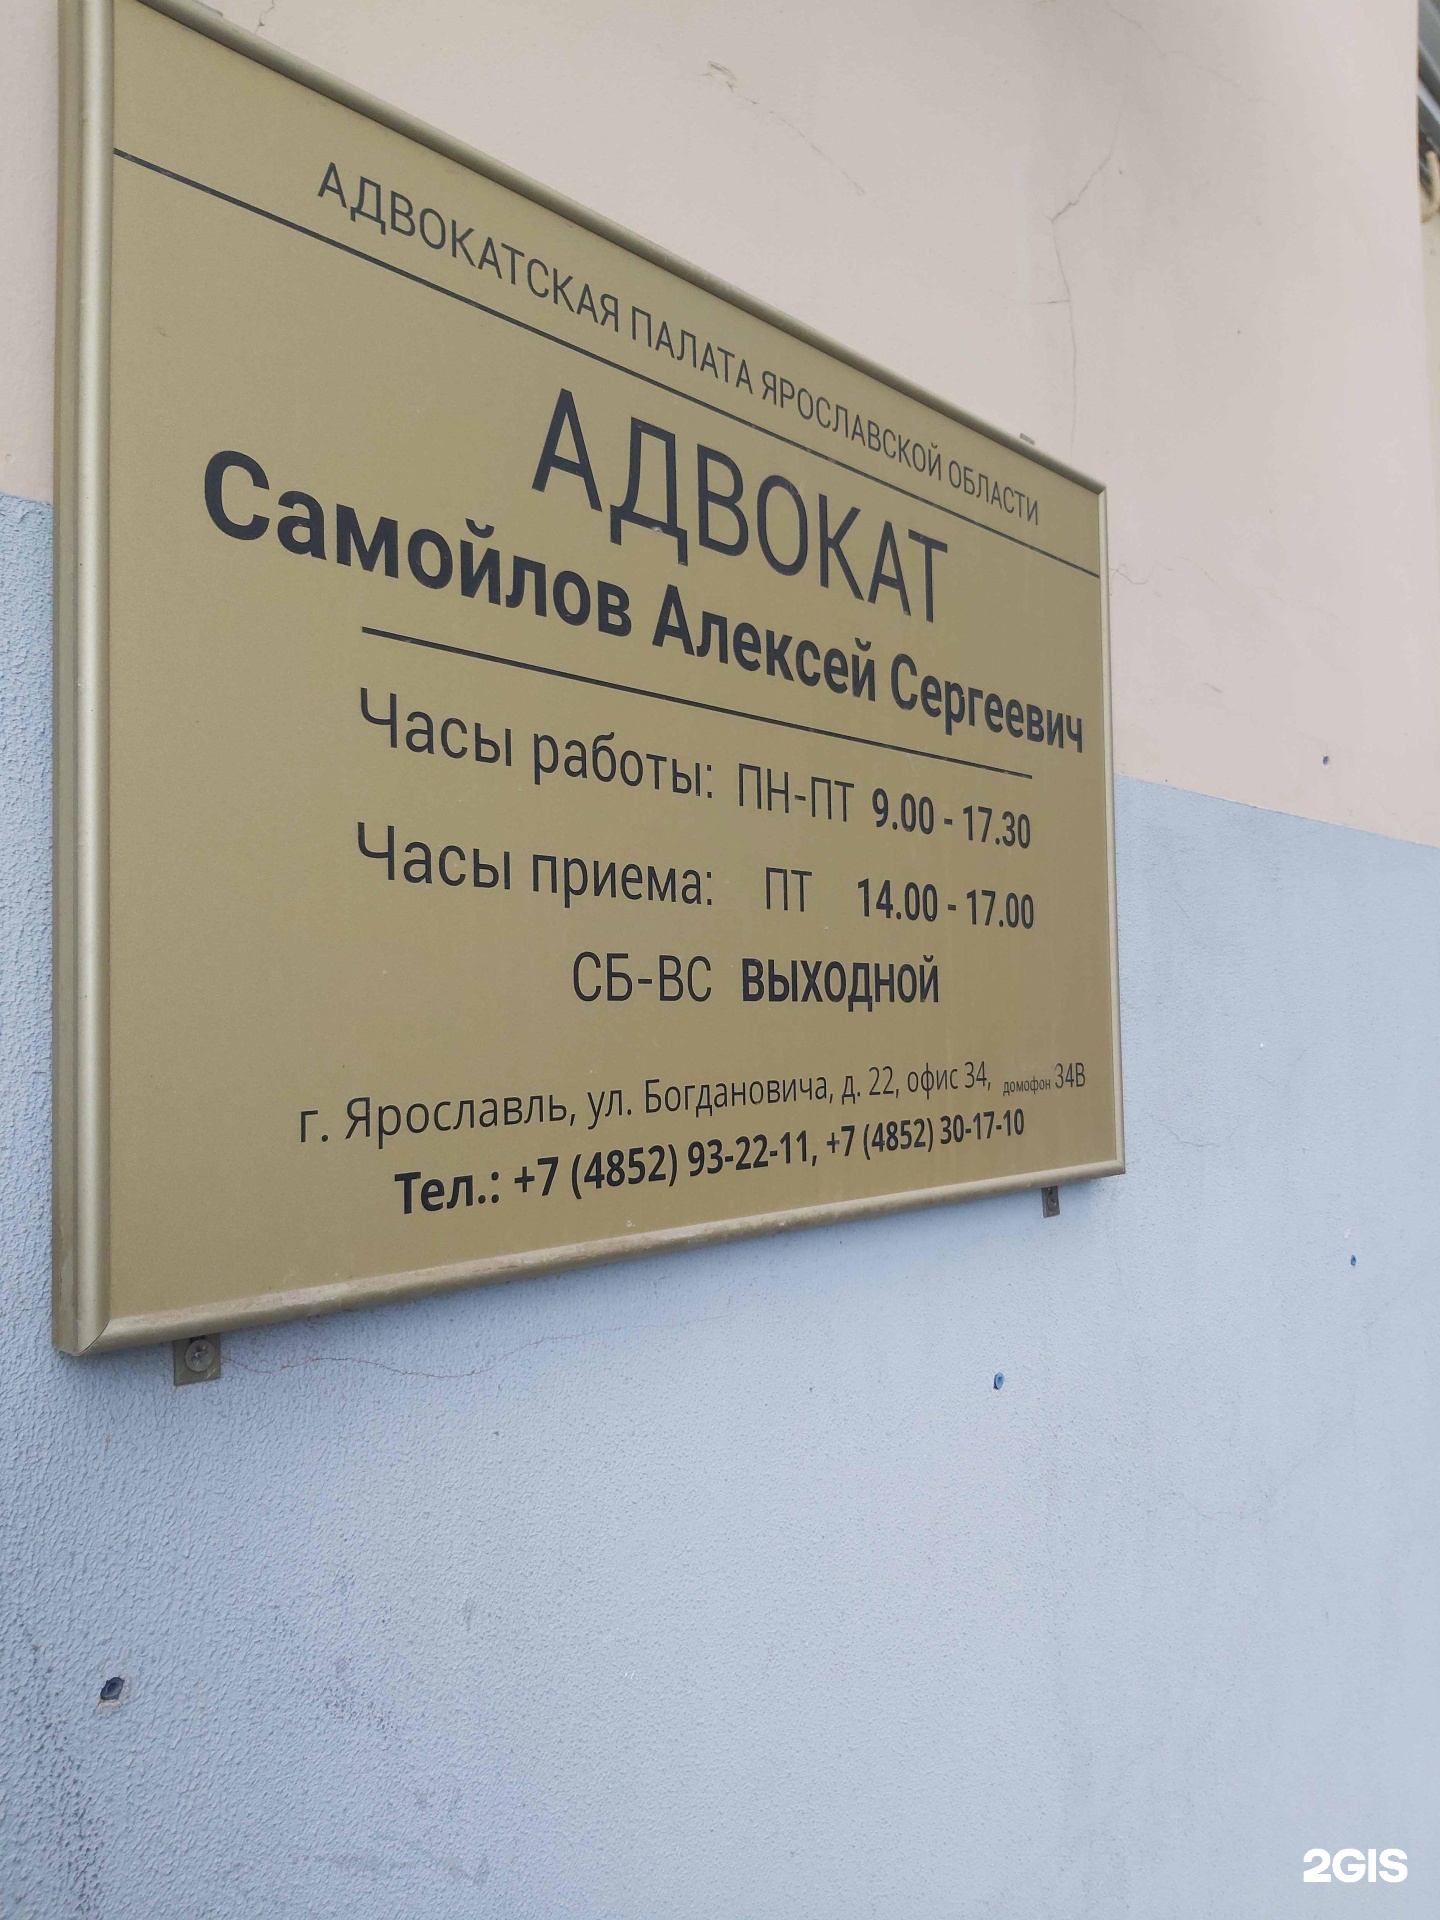 АДВОКАТСКАЯ ПАЛАТА ЯРОСЛАВСКОЙ ОБЛАСТИ
АДВОКАТ
Самойлов Алексей Сергеевич
Часы работы: ПН-ПТ 9.00 - 17.30
Часы приема: ПТ 14.00 - 17.00
СБ-ВС ВЫХОДНОЙ
г. Ярославль, ул. Богдановича, д. 22, офис 34, домофон 34В
Тел.: +7 (4852) 93-22-11, +7 (4852) 30-17-10
2GIS